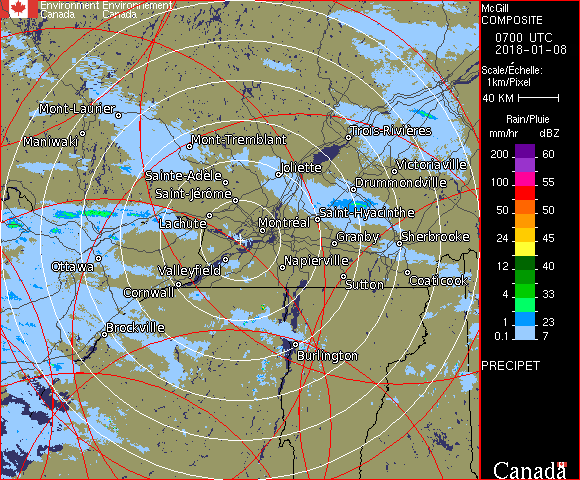 Environment Environnement
Canada Canada
McGill
COMPOSITE
0700 UTC
2018-01-08
Scale/Échelle:
1km/Pixel
40 KM
Rain/Pluie
mm/hr dBZ
200 60
100 55
50 50
24 45
12 40
4 33
1 23
0.1 7
PRECIPET
Canada
Mont-Laurier
Maniwaki
Mont-Tremblant
Trois-Rivières
Sainte-Adèle
Joliette
Victoriaville
Saint-Jérôme
Drummondville
Lachute
Montréal
Saint-Hyacinthe
Granby
Sherbrooke
Ottawa
Valleyfield
Napierville
Cornwall
Sutton
Coaticook
Brockville
Burlington